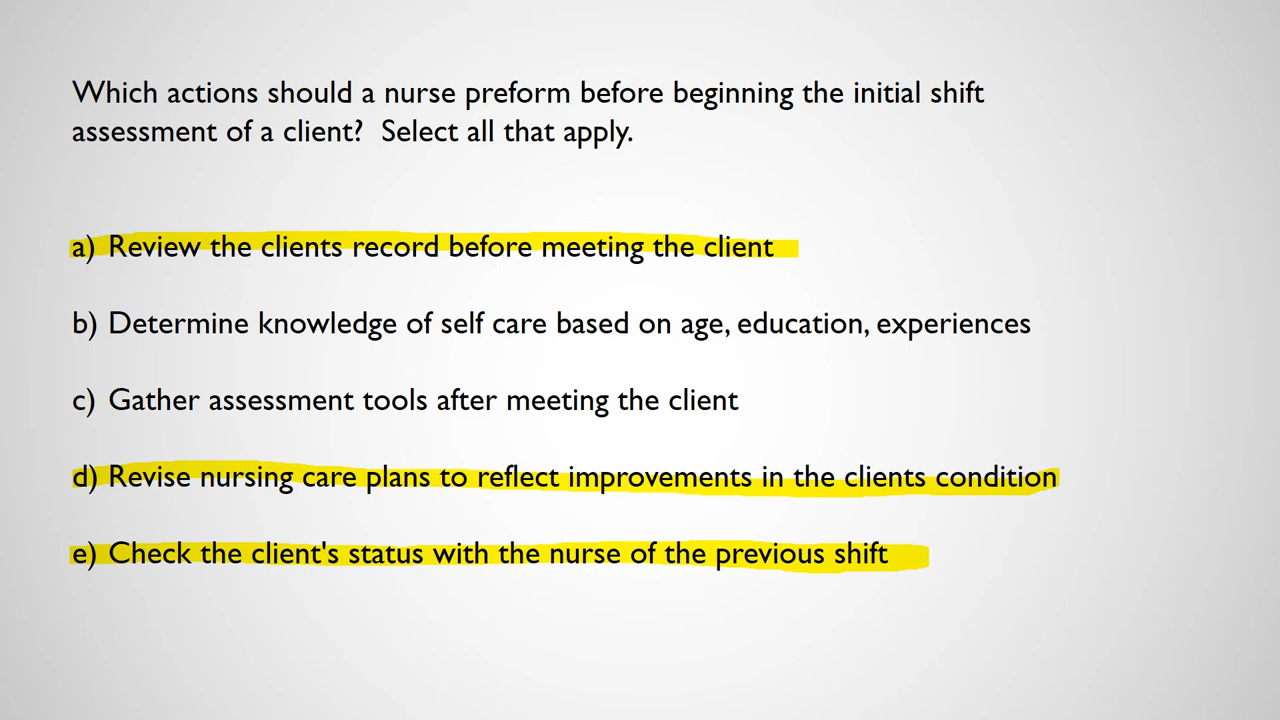 Which actions should a nurse preform before beginning the initial shift
assessment of a client? Select all that apply.
a) Review the clients record before meeting the client
b) Determine knowledge of self care based on age, education, experiences
c) Gather assessment tools after meeting the client
d) Revise nursing care plans to reflect improvements in the clients condition
e) Check the client's status with the nurse of the previous shift